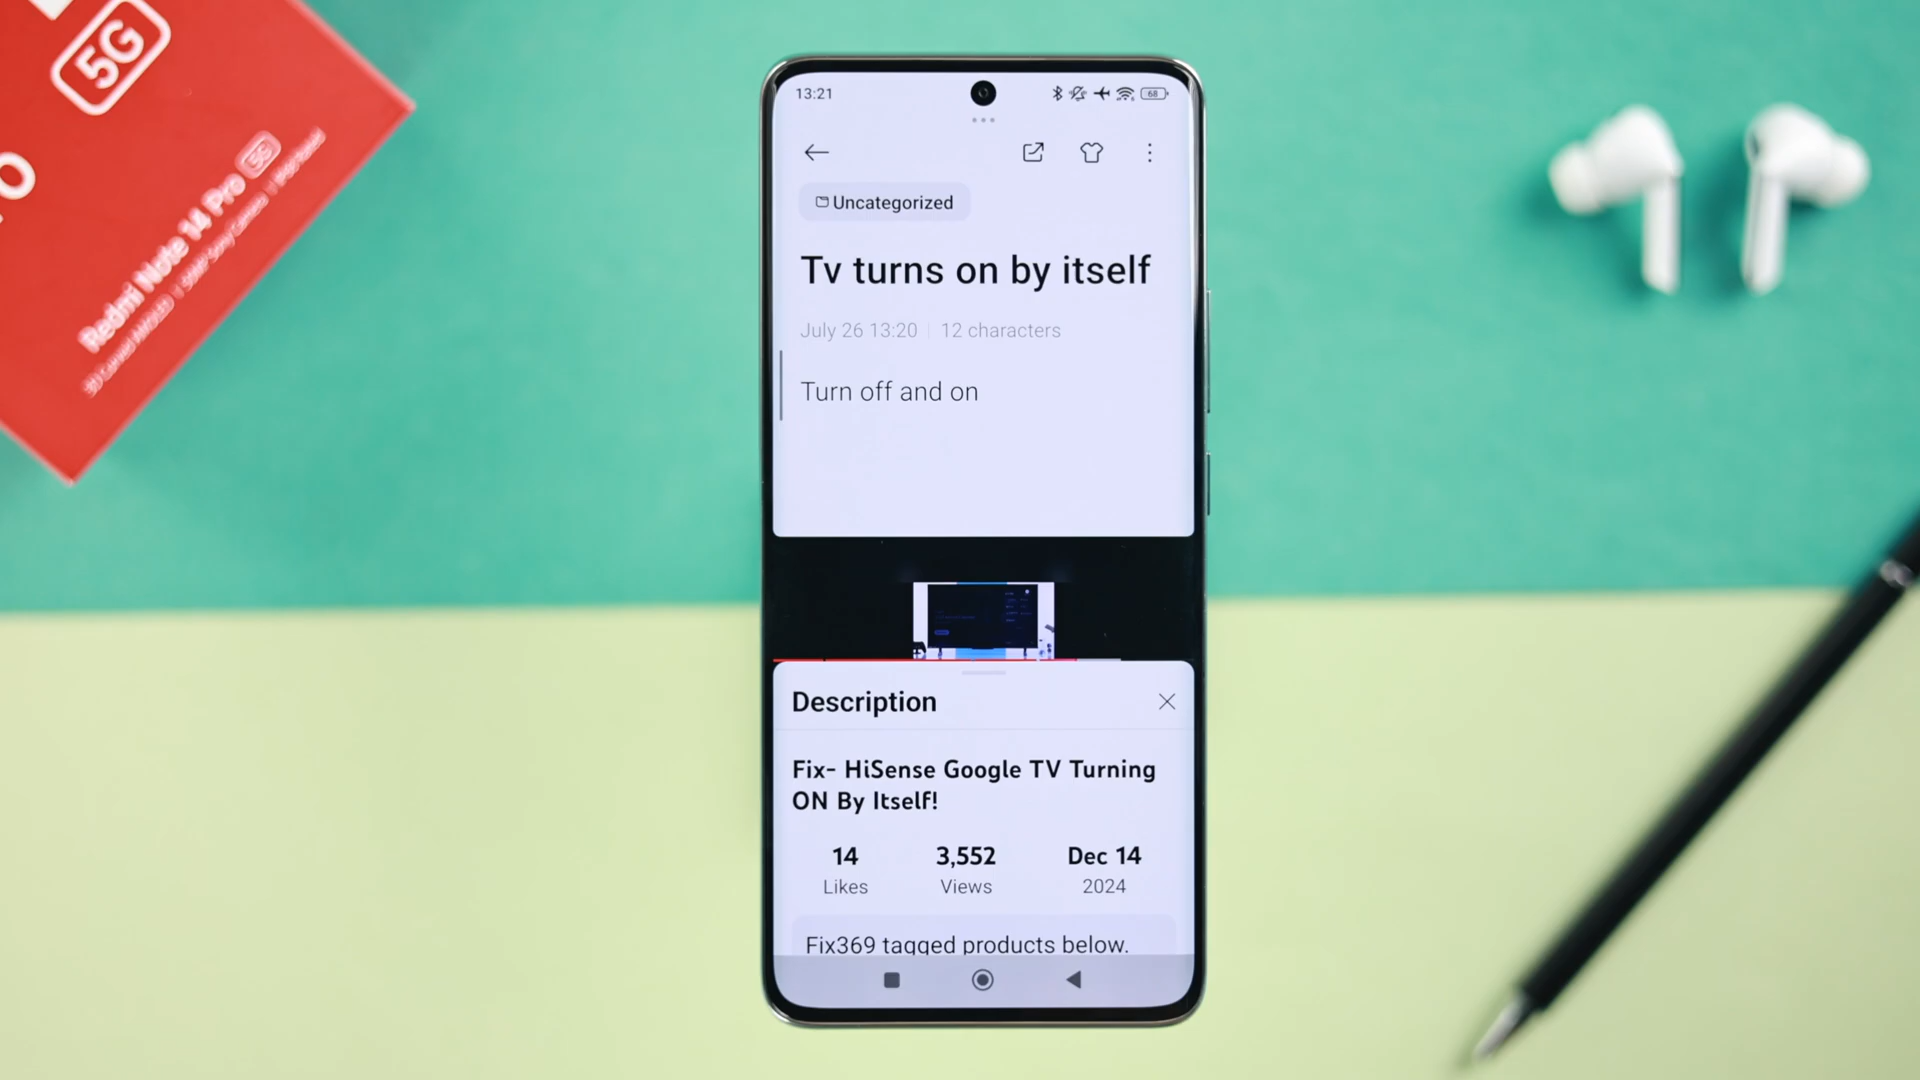 5G
Redmi Note 14 Pro 5G
13:21
68
Uncategorized
Tv turns on by itself
July 26 13:20 | 12 characters
Turn off and on
Description
Fix- HiSense Google TV Turning
ON By Itself!
14
Likes
3,552
Views
Dec 14
2024
Fix369 tagged products below.